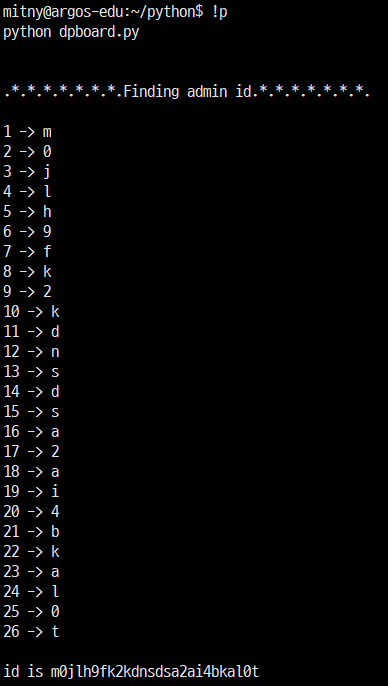 mitny@argos-edu:~/python$ !p
python dpboard.py
.*.*.*.*.*.*.*.*.Finding admin id.*.*.*.*.*.*.*.*.
1 -> m
2 -> 0
3 -> j
4 -> l
5 -> h
6 -> 9
7 -> f
8 -> k
9 -> 2
10 -> k
11 -> d
12 -> n
13 -> s
14 -> d
15 -> s
16 -> a
17 -> 2
18 -> a
19 -> i
20 -> 4
21 -> b
22 -> k
23 -> a
24 -> l
25 -> 0
26 -> t
id is m0jlh9fk2kdnsdsa2ai4bkal0t